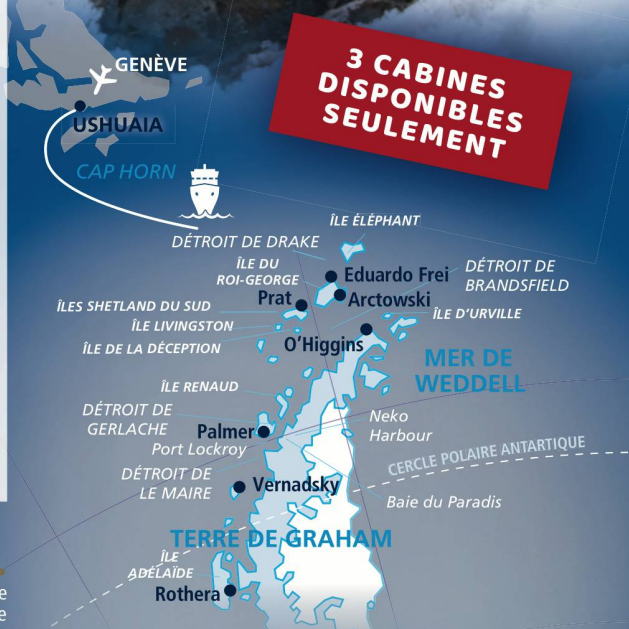 GENÈVE
3 CABINES
DISPONIBLES
SEULEMENT
USHUAIA
CAP HORN
ÎLE ÉLÉPHANT
DÉTROIT DE DRAKE
ÎLE DU
ROI-GEORGE
Eduardo Frei
DÉTROIT DE
BRANDSFIELD
Prat
Arctowski
ÎLES SHETLAND DU SUD
ÎLE D'URVILLE
ÎLE LIVINGSTON
O'Higgins
ÎLE DE LA DÉCEPTION
MER DE
WEDDELL
ÎLE RENAUD
DÉTROIT DE
GERLACHE
Neko
Harbour
Palmer
Port Lockroy
CERCLE POLAIRE ANTARTIQUE
DÉTROIT DE
LE MAIRE
Vernadsky
Baie du Paradis
TERRE DE GRAHAM
ÎLE
ADÉLAÏDE
Rothera
e
e